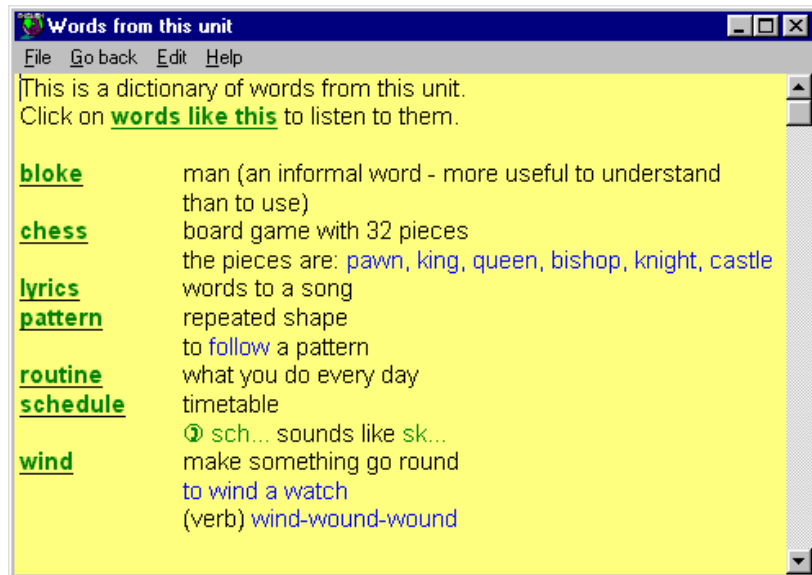 Words from this unit
File Go back Edit Help
This is a dictionary of words from this unit.
Click on words like this to listen to them.
bloke man (an informal word - more useful to understand
than to use)
chess board game with 32 pieces
the pieces are: pawn, king, queen, bishop, knight, castle
lyrics words to a song
pattern repeated shape
to follow a pattern
routine what you do every day
schedule timetable
sch... sounds like sk...
wind make something go round
to wind a watch
(verb) wind-wound-wound